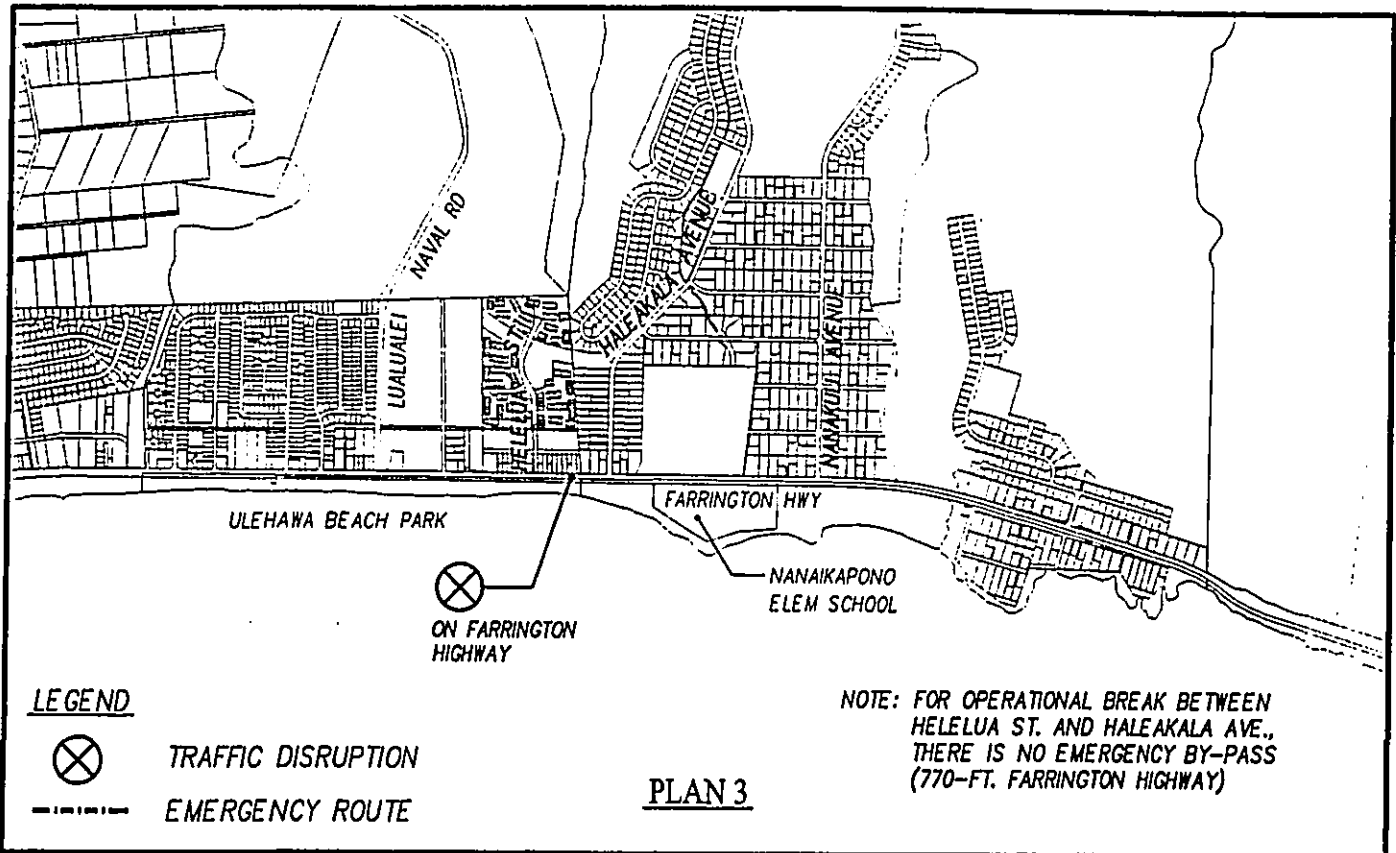 NAVAL RD
LUALUALEI
HELELUA ST
HALEAKALA AVENUE
NANAKULI AVENUE
FARRINGTON HWY
ULEHAWA BEACH PARK
NANAIKAPONO
ELEM SCHOOL
ON FARRINGTON
HIGHWAY
LEGEND
TRAFFIC DISRUPTION
EMERGENCY ROUTE
PLAN 3
NOTE: FOR OPERATIONAL BREAK BETWEEN
HELELUA ST. AND HALEAKALA AVE.,
THERE IS NO EMERGENCY BY-PASS
(770-FT. FARRINGTON HIGHWAY)